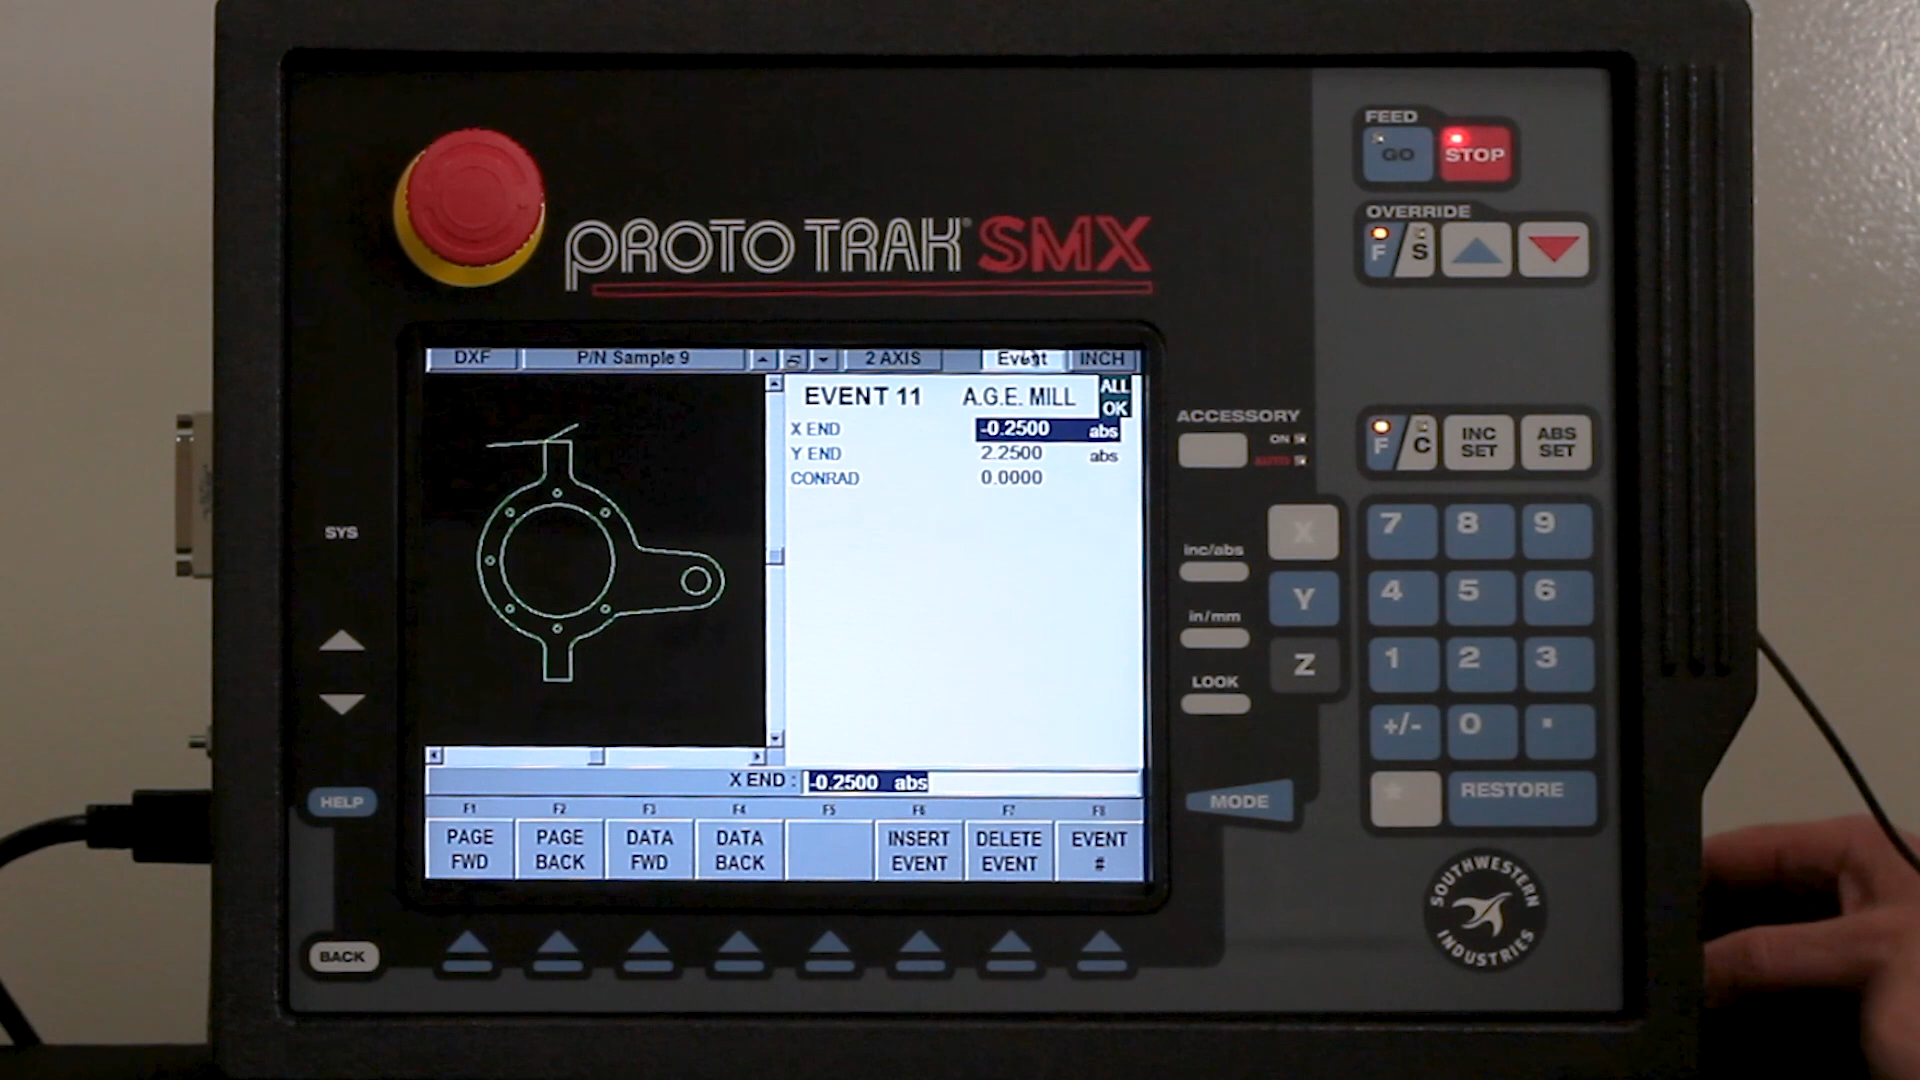 FEED
GO STOP
OVERRIDE
F S
PROTO TRAK® SMX
DXF P/N Sample 9 2 AXIS Event INCH
EVENT 11 A.G.E. MILL ALL OK
X END -0.2500 abs
Y END 2.2500 abs
CONRAD 0.0000
X END : -0.2500 abs
F1 F2 F3 F4 F5 F6 F7 F8
PAGE FWD
PAGE BACK
DATA FWD
DATA BACK
INSERT EVENT
DELETE EVENT
EVENT #
SYS
HELP
BACK
ACCESSORY
ON
AUTO
F C
INC SET
ABS SET
inc/abs
in/mm
LOOK
X
Y
Z
7 8 9
4 5 6
1 2 3
+/- 0 .
* RESTORE
MODE
SOUTHWESTERN
INDUSTRIES